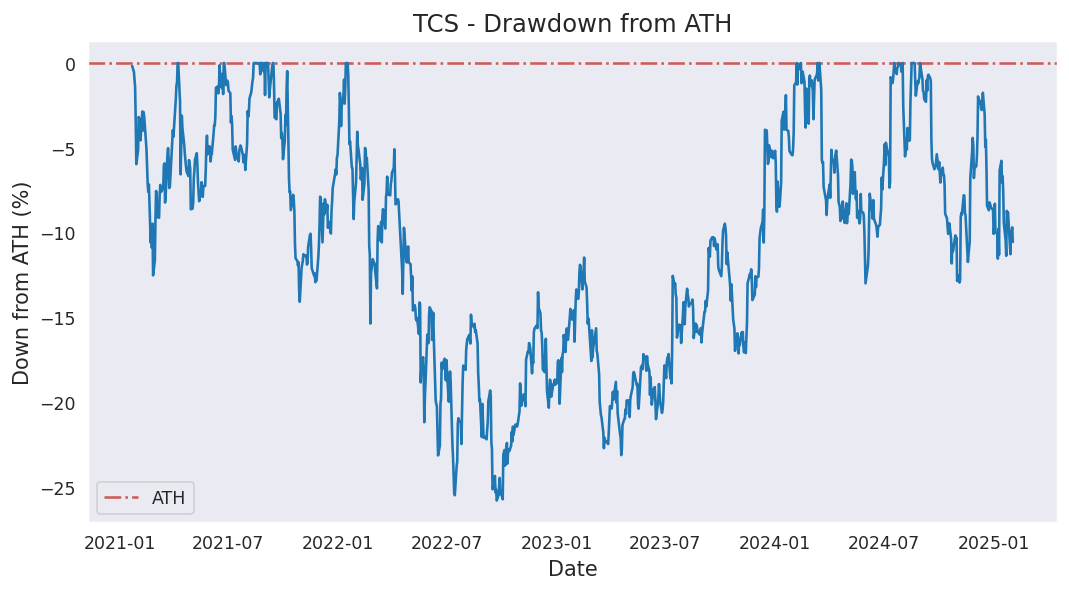 TCS - Drawdown from ATH
Down from ATH (%)
0
−5
−10
−15
−20
−25
ATH
2021-01 2021-07 2022-01 2022-07 2023-01 2023-07 2024-01 2024-07 2025-01
Date